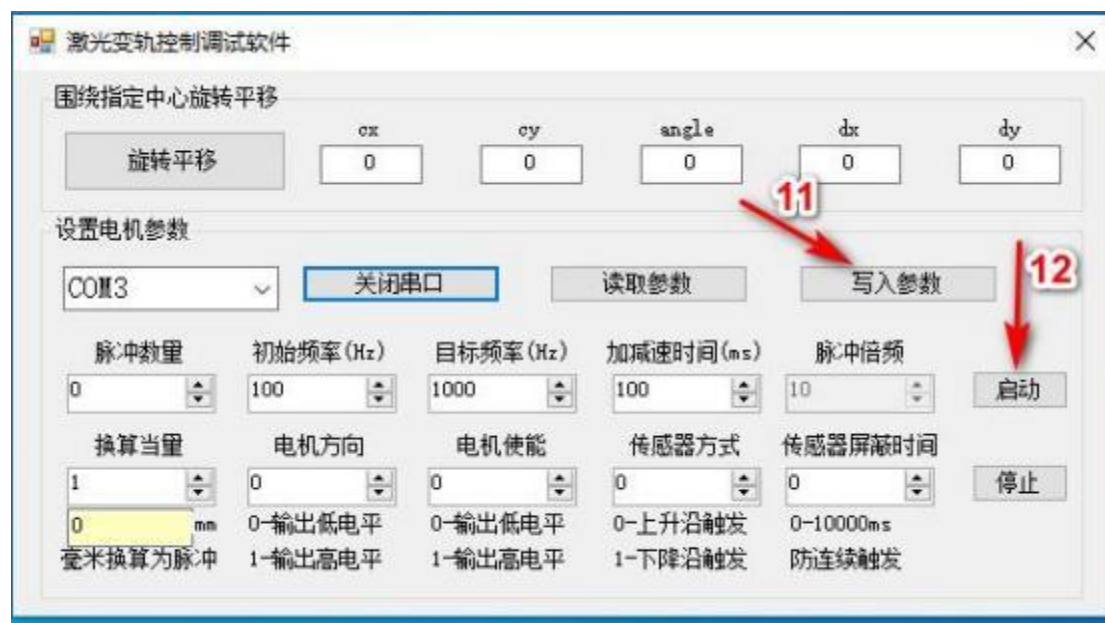 激光变轨控制调试软件
围绕指定中心旋转平移
cx cy angle dx dy
旋转平移 0 0 0 0 0
11
设置电机参数
COM3 关闭串口 读取参数 写入参数
12
脉冲数量 初始频率(Hz) 目标频率(Hz) 加减速时间(ms) 脉冲倍频
0 100 1000 100 10 启动
换算当量 电机方向 电机使能 传感器方式 传感器屏蔽时间
1 0 0 0 0 停止
0 mm 0-输出低电平 0-输出低电平 0-上升沿触发 0-10000ms
毫米换算为脉冲 1-输出高电平 1-输出高电平 1-下降沿触发 防连续触发